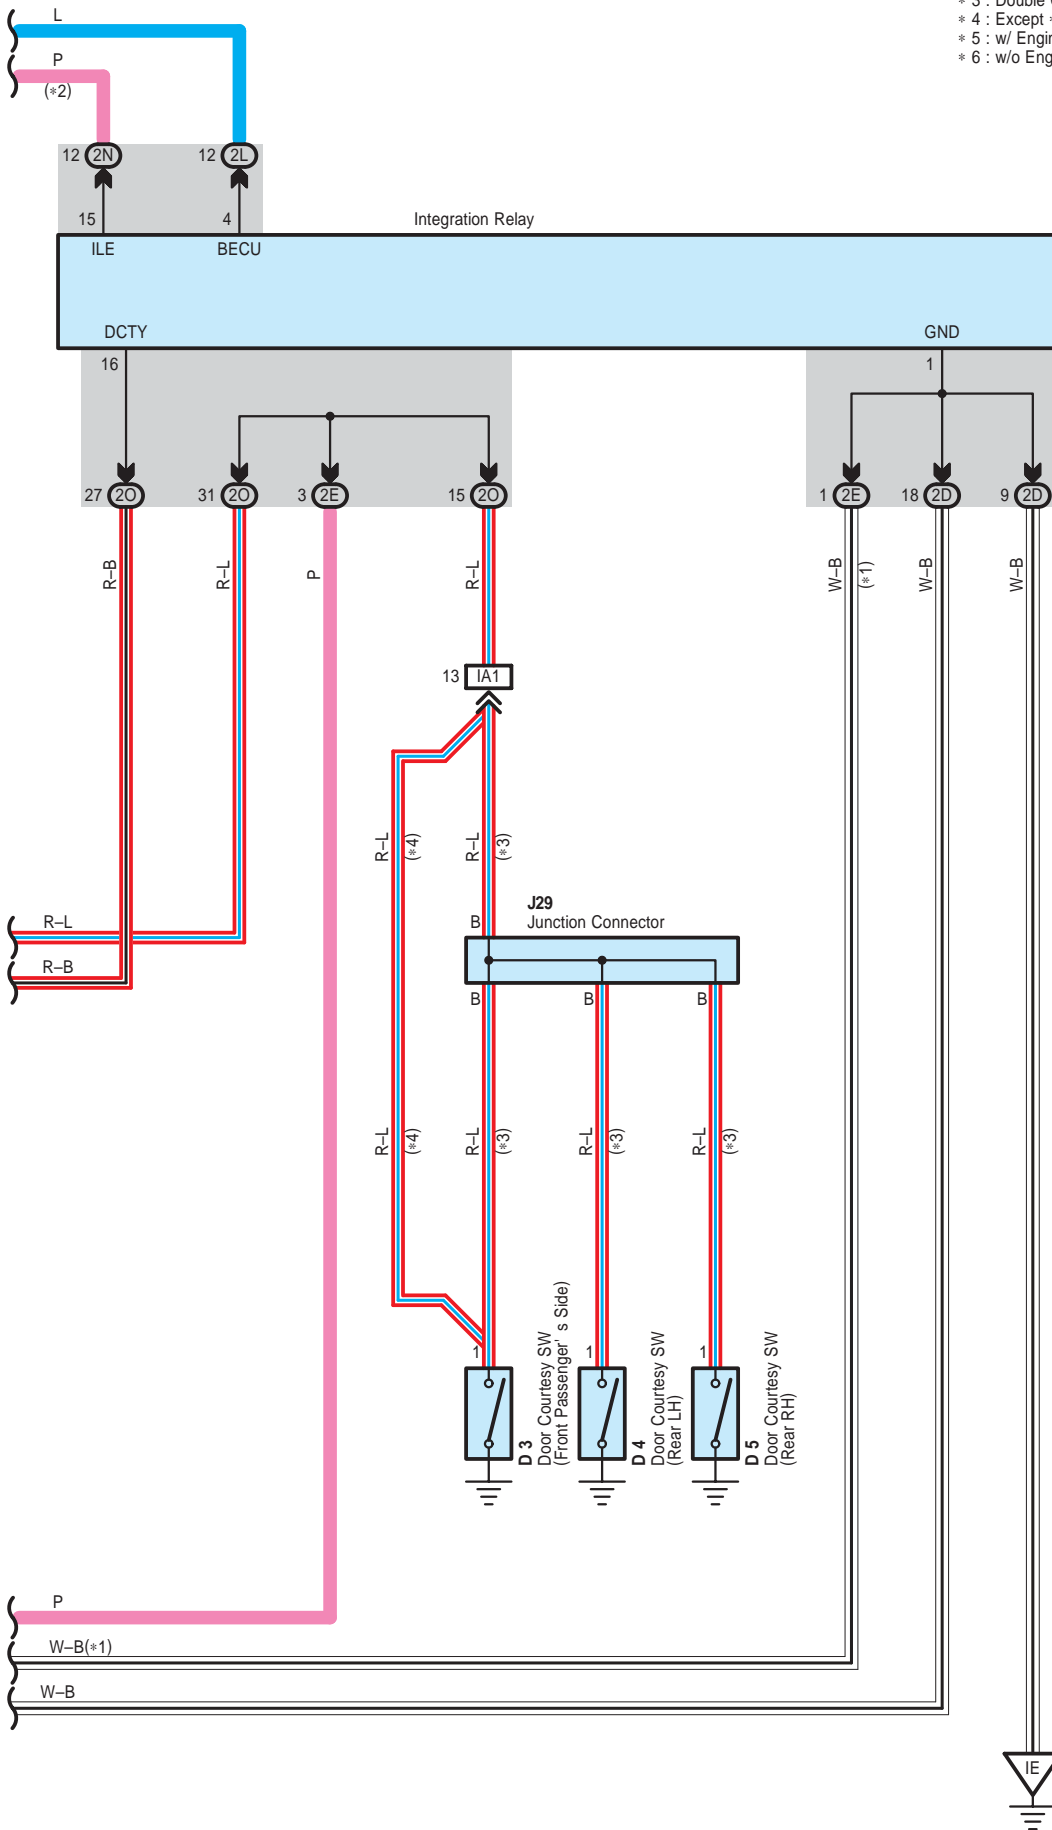 * 3 : Double
* 4 : Except *
* 5 : w/
* 6 : w/o
L
P
(*2)
12 2N
12 2L
15
4
Integration Relay
ILE
BECU
DCTY
GND
16
1
27 2O
31 2O
3 2E
15 2O
1 2E
18 2D
9 2D
R–B
R–L
P
R–L
W–B
(*1)
W–B
W–B
13 IA1
R–L
(*4)
R–L
(*3)
J29
Junction Connector
B
R–L
R–B
B
B
B
R–L
(*4)
R–L
(*3)
R–L
(*3)
R–L
(*3)
1
1
1
D 3
Door Courtesy SW
(Front Passenger' s Side)
D 4
Door Courtesy SW
(Rear LH)
D 5
Door Courtesy SW
(Rear RH)
P
W–B(*1)
W–B
IE